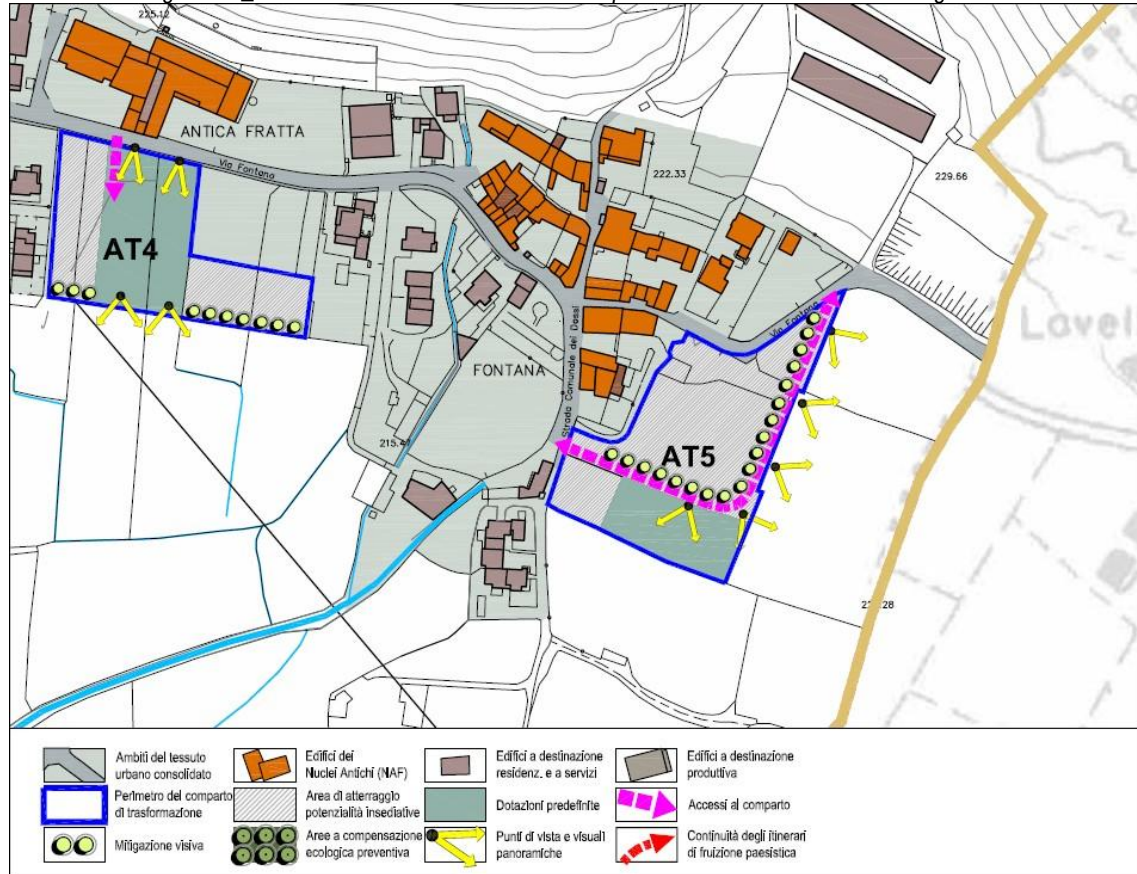 225.12
ANTICA FRATTA
Via Fontana
222.33
229.66
AT4
Lavel
Via Fontana
FONTANA
Strada Comunale dei Dossi
AT5
215.47
Ambiti del tessuto
urbano consolidato
Edifici dei
Nuclei Antichi (NAF)
Edifici a destinazione
residenz. e a servizi
Edifici a destinazione
produttiva
Perimetro del comparto
di trasformazione
Area di atterraggio
potenzialità insediative
Dotazioni predefinite
Accessi al comparto
Mitigazione visiva
Aree a compensazione
ecologica preventiva
Punti di vista e visuali
panoramiche
Continuità degli itinerari
di fruizione paesistica